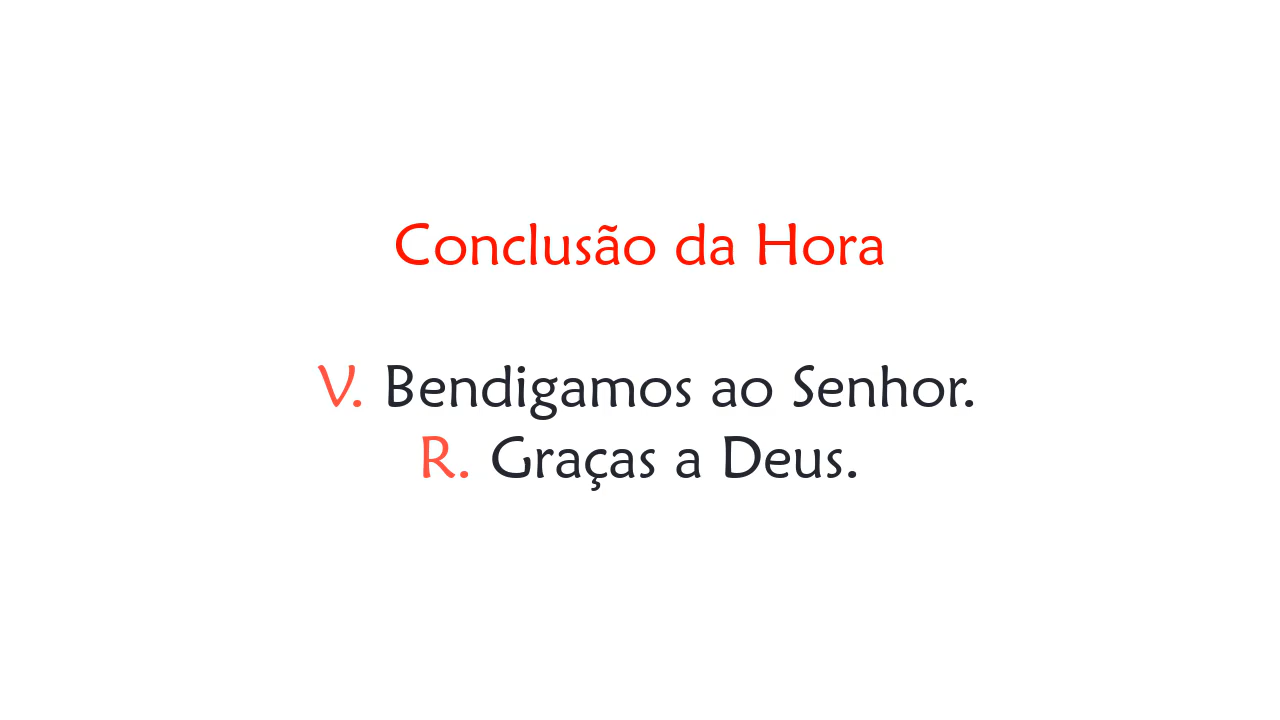 Conclusão da Hora
V. Bendigamos ao Senhor.
R. Graças a Deus.